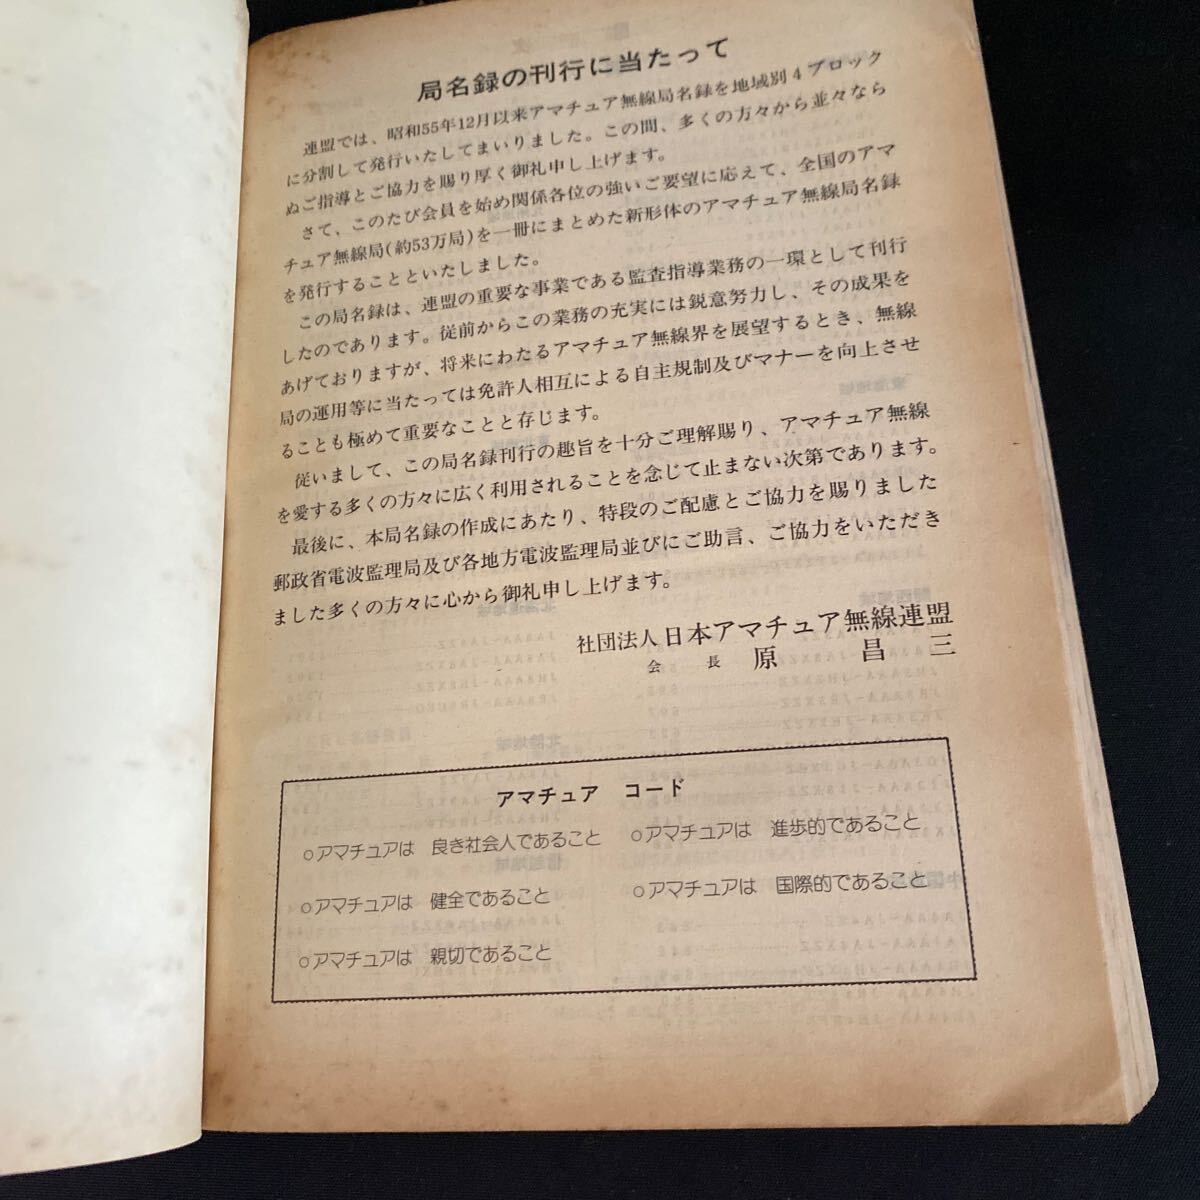 局名録の刊行に当たって
連盟では、昭和55年12月以来アマチュア無線局名録を地域別4ブロック
に分割して発行いたしてまいりました。この間、多くの方々から並々なら
ぬご指導とご協力を賜り厚く御礼申し上げます。
さて、このたび会員を始め関係各位の強いご要望に応えて、全国のアマ
チュア無線局(約53万局)を一冊にまとめた新形体のアマチュア無線局名録
を発行することといたしました。
この局名録は、連盟の重要な事業である監査指導業務の一環として刊行
したのであります。従前からこの業務の充実には鋭意努力し、その成果を
あげておりますが、将来にわたるアマチュア無線界を展望するとき、無線
局の運用等に当たっては免許人相互による自主規制及びマナーを向上させ
ることも極めて重要なことと存じます。
従いまして、この局名録刊行の趣旨を十分ご理解賜り、アマチュア無線
を愛する多くの方々に広く利用されることを念じて止まない次第であります。
最後に、本局名録の作成にあたり、特段のご配慮とご協力を賜りました
郵政省電波監理局及び各地方電波監理局並びにご助言、ご協力をいただき
ました多くの方々に心から御礼申し上げます。
社団法人日本アマチュア無線連盟
会長 原昌三
アマチュア コード
○アマチュアは 良き社会人であること
○アマチュアは 健全であること
○アマチュアは 親切であること
○アマチュアは 進歩的であること
○アマチュアは 国際的であること